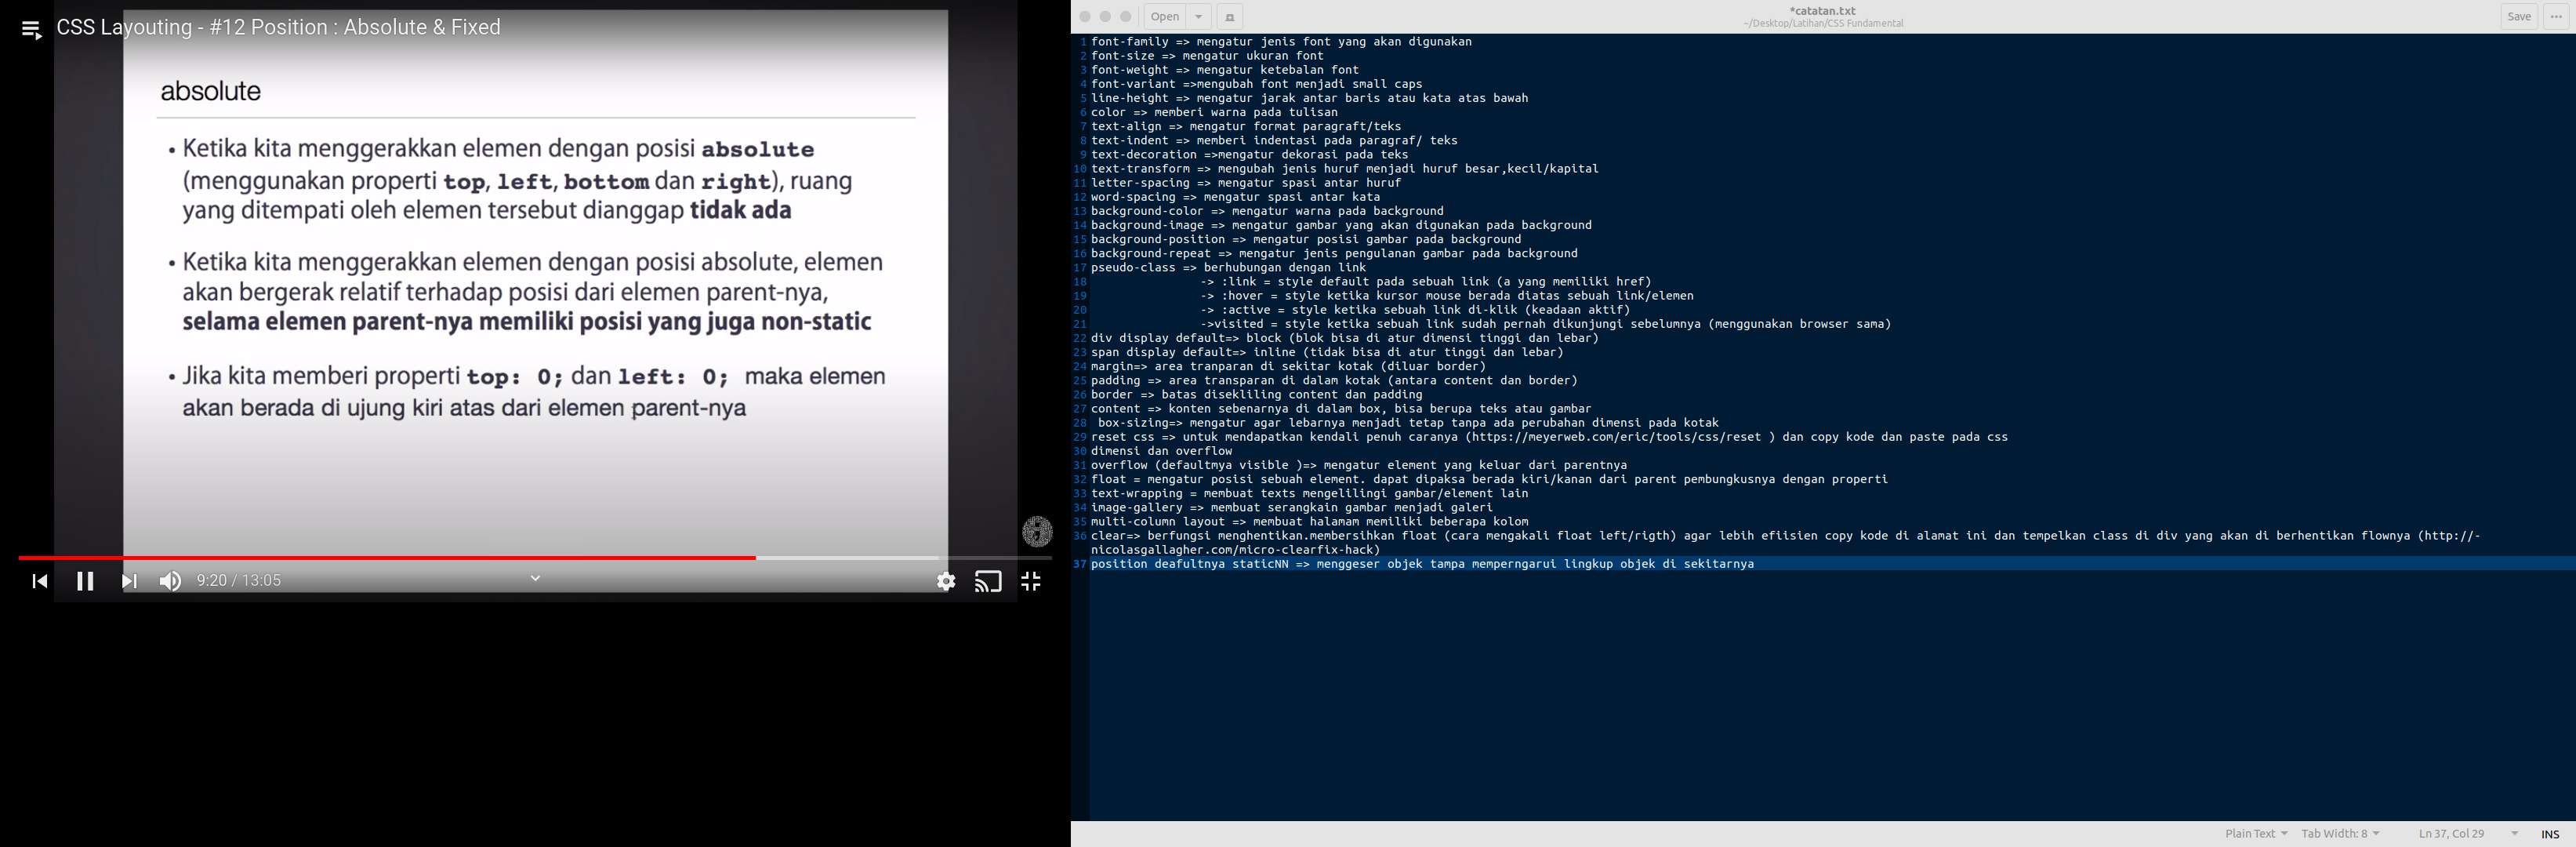 CSS Layouting - #12 Position : Absolute & Fixed
absolute
• Ketika kita menggerakkan elemen dengan posisi absolute
(menggunakan properti top, left, bottom dan right), ruang
yang ditempati oleh elemen tersebut dianggap tidak ada
• Ketika kita menggerakkan elemen dengan posisi absolute, elemen
akan bergerak relatif terhadap posisi dari elemen parent-nya,
selama elemen parent-nya memiliki posisi yang juga non-static
• Jika kita memberi properti top: 0; dan left: 0; maka elemen
akan berada di ujung kiri atas dari elemen parent-nya
9:20 / 13:05
Open
*catatan.txt
~/Desktop/Latihan/CSS Fundamental
Save
1 font-family => mengatur jenis font yang akan digunakan
2 font-size => mengatur ukuran font
3 font-weight => mengatur ketebalan font
4 font-variant =>mengubah font menjadi small caps
5 line-height => mengatur jarak antar baris atau kata atas bawah
6 color => memberi warna pada tulisan
7 text-align => mengatur format paragraft/teks
8 text-indent => memberi indentasi pada paragraf/ teks
9 text-decoration =>mengatur dekorasi pada teks
10 text-transform => mengubah jenis huruf menjadi huruf besar,kecil/kapital
11 letter-spacing => mengatur spasi antar huruf
12 word-spacing => mengatur spasi antar kata
13 background-color => mengatur warna pada background
14 background-image => mengatur gambar yang akan digunakan pada background
15 background-position => mengatur posisi gambar pada background
16 background-repeat => mengatur jenis pengulanan gambar pada background
17 pseudo-class => berhubungan dengan link
18 -> :link = style default pada sebuah link (a yang memiliki href)
19 -> :hover = style ketika kursor mouse berada diatas sebuah link/elemen
20 -> :active = style ketika sebuah link di-klik (keadaan aktif)
21 ->visited = style ketika sebuah link sudah pernah dikunjungi sebelumnya (menggunakan browser sama)
22 div display default=> block (blok bisa di atur dimensi tinggi dan lebar)
23 span display default=> inline (tidak bisa di atur tinggi dan lebar)
24 margin=> area tranparan di sekitar kotak (diluar border)
25 padding => area transparan di dalam kotak (antara content dan border)
26 border => batas disekliling content dan padding
27 content => konten sebenarnya di dalam box, bisa berupa teks atau gambar
28 box-sizing=> mengatur agar lebarnya menjadi tetap tanpa ada perubahan dimensi pada kotak
29 reset css => untuk mendapatkan kendali penuh caranya (https://meyerweb.com/eric/tools/css/reset ) dan copy kode dan paste pada css
30 dimensi dan overflow
31 overflow (defaultmya visible )=> mengatur element yang keluar dari parentnya
32 float = mengatur posisi sebuah element. dapat dipaksa berada kiri/kanan dari parent pembungkusnya dengan properti
33 text-wrapping = membuat texts mengelilingi gambar/element lain
34 image-gallery => membuat serangkain gambar menjadi galeri
35 multi-column layout => membuat halamam memiliki beberapa kolom
36 clear=> berfungsi menghentikan.membersihkan float (cara mengakali float left/rigth) agar lebih efiisien copy kode di alamat ini dan tempelkan class di div yang akan di berhentikan flownya (http://-
nicolasgallagher.com/micro-clearfix-hack)
37 position deafultnya staticNN => menggeser objek tampa memperngarui lingkup objek di sekitarnya
Plain Text Tab Width: 8 Ln 37, Col 29 INS